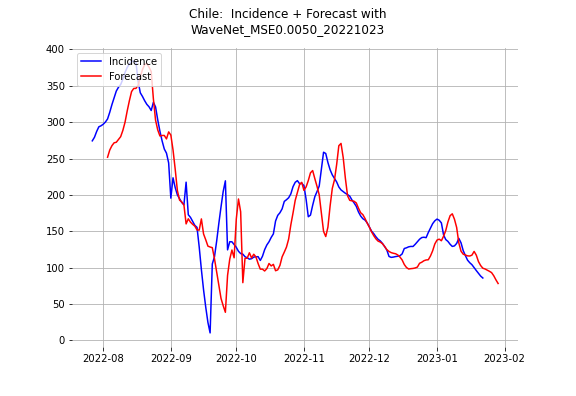 Chile:  Incidence + Forecast with
WaveNet_MSE0.0050_20221023
400
350
300
250
200
150
100
50
0
Incidence
Forecast
2022-08 2022-09 2022-10 2022-11 2022-12 2023-01 2023-02